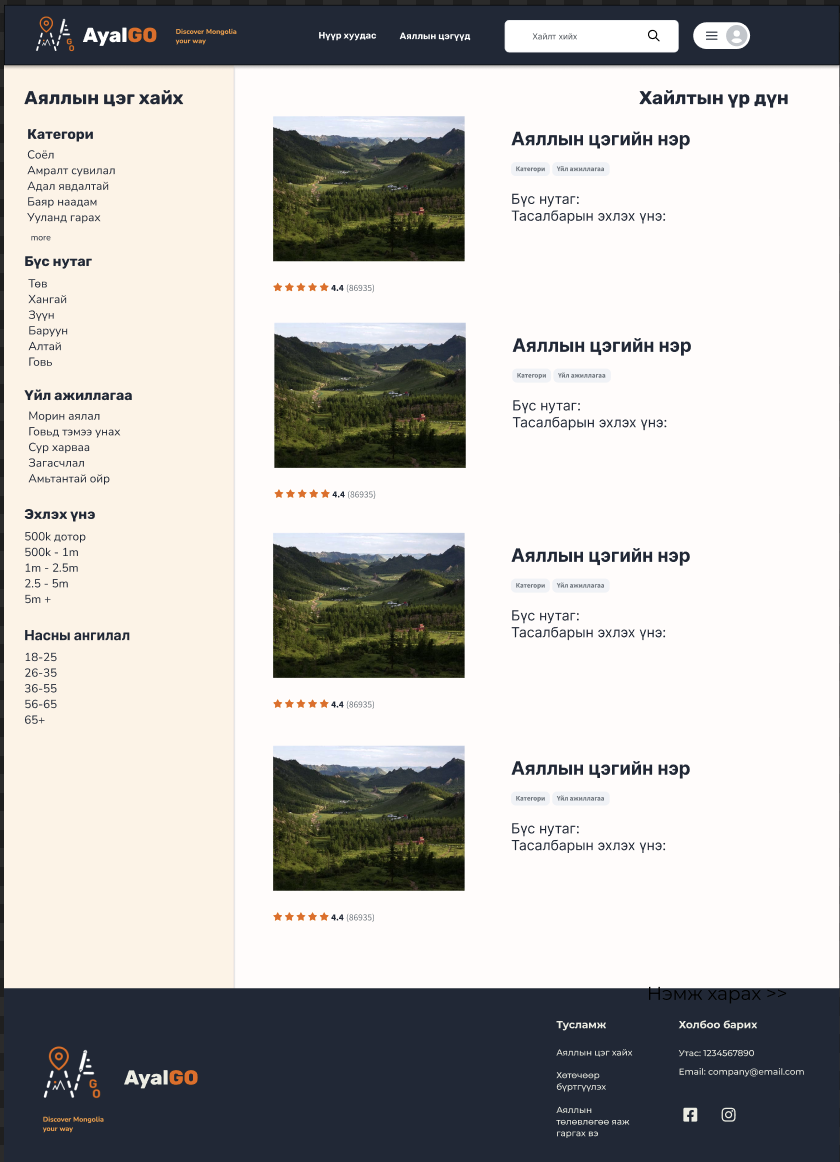 AyalGO
GO
Discover Mongolia
your way
Нүүр хуудас
Аяллын цэгүүд
Хайлт хийх
Аяллын цэг хайх
Категори
Соёл
Амралт сувилал
Адал явдалтай
Баяр наадам
Ууланд гарах
more
Бүс нутаг
Төв
Хангай
Зүүн
Баруун
Алтай
Говь
Үйл ажиллагаа
Морин аялал
Говьд тэмээ унах
Сур харваа
Загасчлал
Амьтантай ойр
Эхлэх үнэ
500k дотор
500k - 1m
1m - 2.5m
2.5 - 5m
5m +
Насны ангилал
18-25
26-35
36-55
56-65
65+
Хайлтын үр дүн
Аяллын цэгийн нэр
Категори Үйл ажиллагаа
Бүс нутаг:
Тасалбарын эхлэх үнэ:
4.4 (86935)
Аяллын цэгийн нэр
Категори Үйл ажиллагаа
Бүс нутаг:
Тасалбарын эхлэх үнэ:
4.4 (86935)
Аяллын цэгийн нэр
Категори Үйл ажиллагаа
Бүс нутаг:
Тасалбарын эхлэх үнэ:
4.4 (86935)
Аяллын цэгийн нэр
Категори Үйл ажиллагаа
Бүс нутаг:
Тасалбарын эхлэх үнэ:
4.4 (86935)
Нэмж харах >>
GO
AyalGO
Discover Mongolia
your way
Тусламж
Аяллын цэг хайх
Хөтөчөөр
бүртгүүлэх
Аяллын
төлөвлөгөө яаж
гаргах вэ
Холбоо барих
Утас: 1234567890
Email: company@email.com